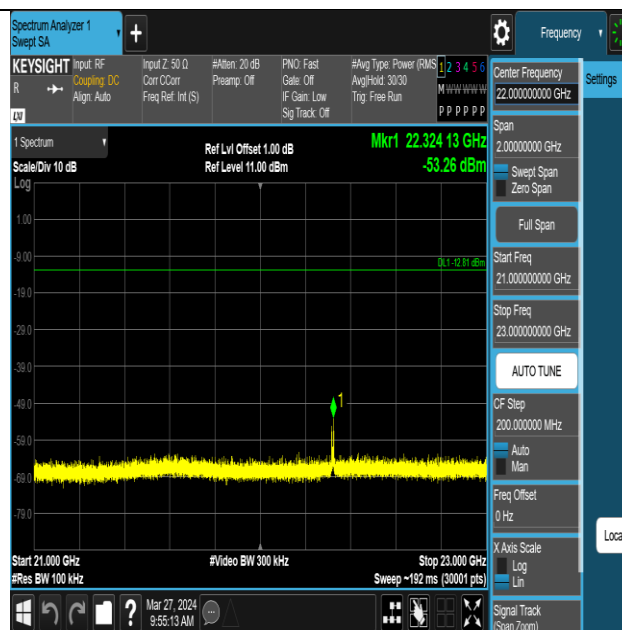 Spectrum Analyzer 1
Swept SA
+
Frequency
KEYSIGHT
R
LXI
Input: RF
Coupling: DC
Align: Auto
Input Z: 50 Ω
Corr CCorr
Freq Ref: Int (S)
#Atten: 20 dB
Preamp: Off
PNO: Fast
Gate: Off
IF Gain: Low
Sig Track: Off
#Avg Type: Power (RMS
Avg|Hold: 30/30
Trig: Free Run
1 2 3 4 5 6
M W W W W W
P P P P P P
1 Spectrum
Scale/Div 10 dB
Log
Ref Lvl Offset 1.00 dB
Ref Level 11.00 dBm
Mkr1 22.324 13 GHz
-53.26 dBm
1.00
-9.00
-19.0
-29.0
-39.0
-49.0
-59.0
-69.0
-79.0
DL1 -12.81 dBm
1
Start 21.000 GHz
#Res BW 100 kHz
#Video BW 300 kHz
Stop 23.000 GHz
Sweep ~192 ms (30001 pts)
?
Mar 27, 2024
9:55:13 AM
Center Frequency
22.00000000 GHz
Span
2.00000000 GHz
Swept Span
Zero Span
Full Span
Start Freq
21.000000000 GHz
Stop Freq
23.000000000 GHz
AUTO TUNE
CF Step
200.000000 MHz
Auto
Man
Freq Offset
0 Hz
X Axis Scale
Log
Lin
Signal Track
(Span Zoom)
Settings
Loca